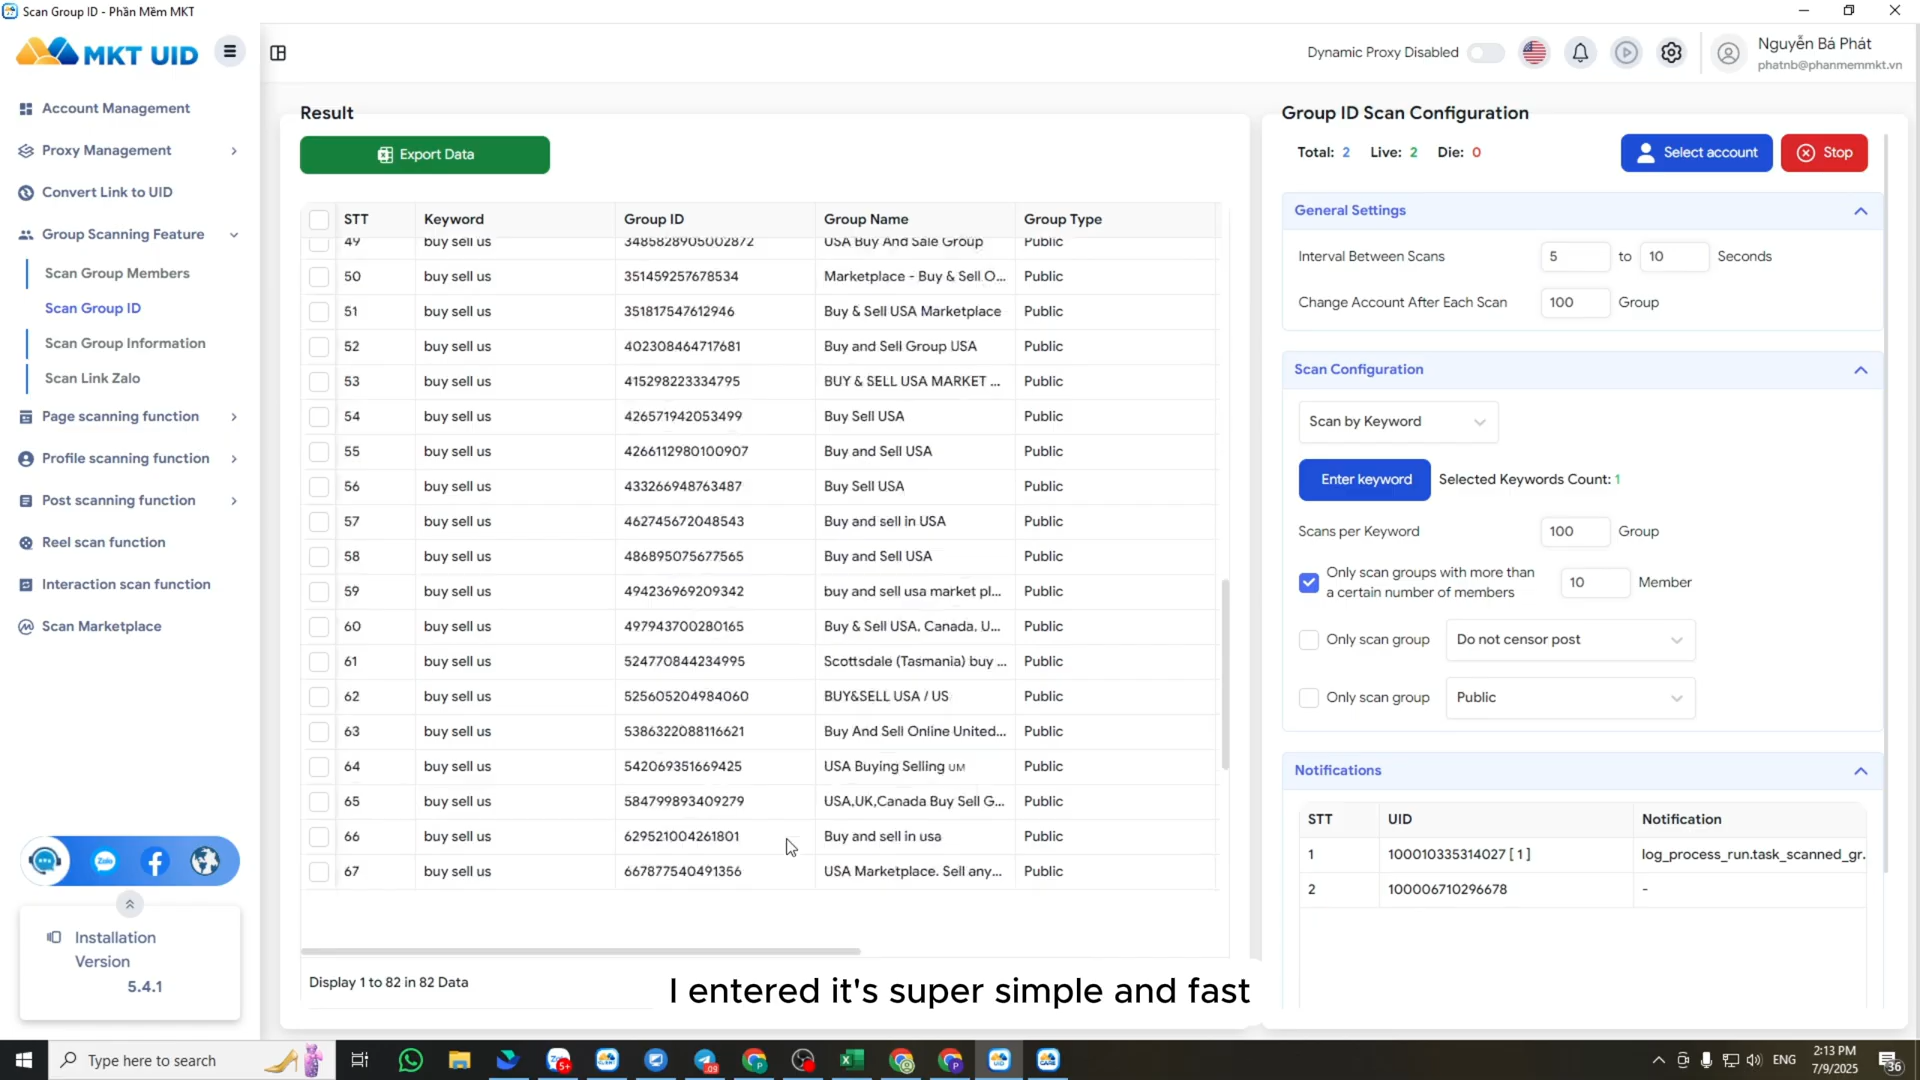 Scan Group ID - Phần Mềm MKT
MKT UID
Dynamic Proxy Disabled
Nguyễn Bá Phát
phatnb@phanmemmkt.vn
Account Management
Proxy Management
Convert Link to UID
Group Scanning Feature
Scan Group Members
Scan Group ID
Scan Group Information
Scan Link Zalo
Page scanning function
Profile scanning function
Post scanning function
Reel scan function
Interaction scan function
Scan Marketplace
Zalo
Installation
Version
5.4.1
Result
Export Data
STT Keyword Group ID Group Name Group Type
49 buy sell us 3485828905002872 USA Buy And Sale Group Public
50 buy sell us 351459257678534 Marketplace - Buy & Sell O... Public
51 buy sell us 351817547612946 Buy & Sell USA Marketplace Public
52 buy sell us 402308464717681 Buy and Sell Group USA Public
53 buy sell us 415298223334795 BUY & SELL USA MARKET ... Public
54 buy sell us 426571942053499 Buy Sell USA Public
55 buy sell us 4266112980100907 Buy and Sell USA Public
56 buy sell us 433266948763487 Buy Sell USA Public
57 buy sell us 462745672048543 Buy and sell in USA Public
58 buy sell us 486895075677565 Buy and Sell USA Public
59 buy sell us 494236969209342 buy and sell usa market pl... Public
60 buy sell us 497943700280165 Buy & Sell USA, Canada, U... Public
61 buy sell us 524770844234995 Scottsdale (Tasmania) buy ... Public
62 buy sell us 525605204984060 BUY&SELL USA / US Public
63 buy sell us 5386322088116621 Buy And Sell Online United... Public
64 buy sell us 542069351669425 USA Buying Selling UM Public
65 buy sell us 584799893409279 USA,UK,Canada Buy Sell G... Public
66 buy sell us 629521004261801 Buy and sell in usa Public
67 buy sell us 667877540491356 USA Marketplace. Sell any... Public
Display 1 to 82 in 82 Data
Group ID Scan Configuration
Total: 2 Live: 2 Die: 0
Select account
Stop
General Settings
Interval Between Scans 5 to 10 Seconds
Change Account After Each Scan 100 Group
Scan Configuration
Scan by Keyword
Enter keyword Selected Keywords Count: 1
Scans per Keyword 100 Group
Only scan groups with more than
a certain number of members 10 Member
Only scan group Do not censor post
Only scan group Public
Notifications
STT UID Notification
1 100010335314027 [ 1 ] log_process_run.task_scanned_gr.
2 100006710296678 -
I entered it's super simple and fast
Type here to search
ENG
2:13 PM
7/9/2025
36